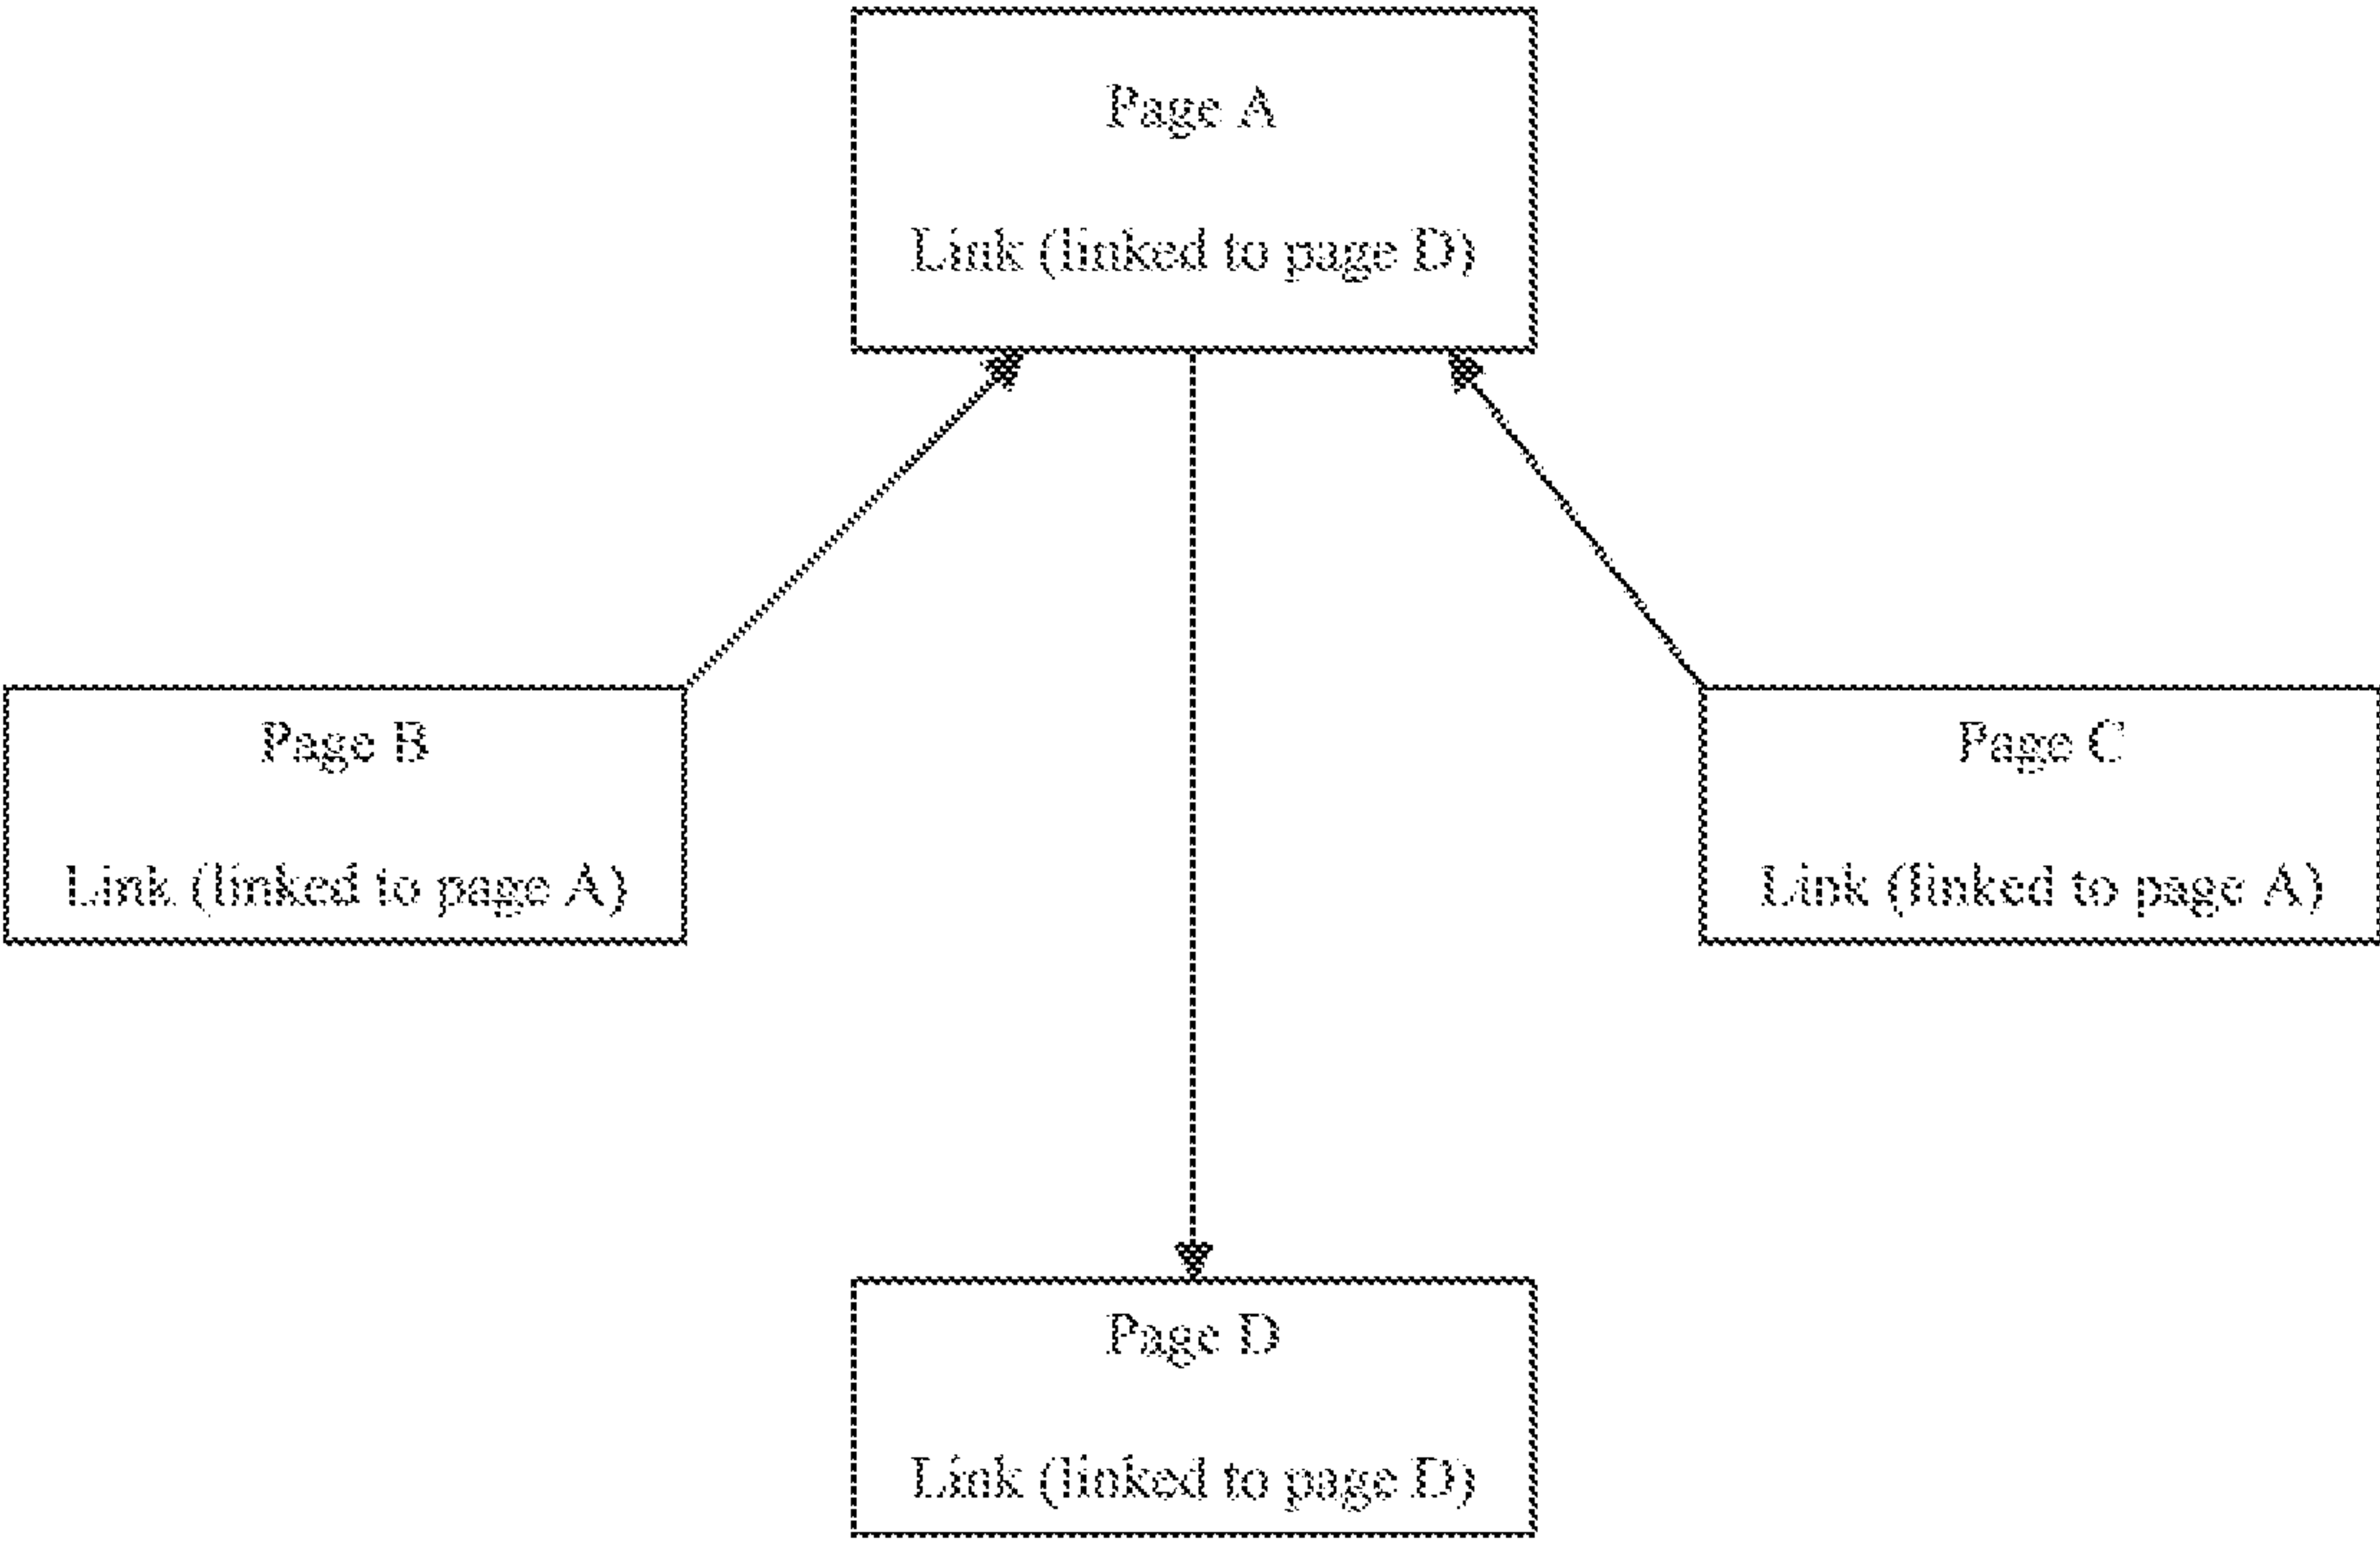 Page A
Link (linked to page D)
Page B
Link (linked to page A)
Page C
Link (linked to page A)
Page D
Link (linked to page D)